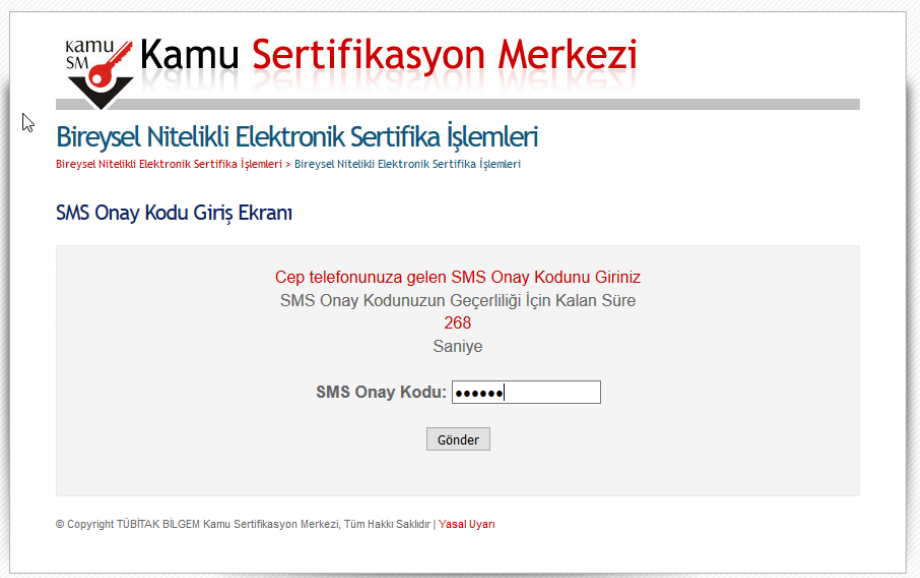 Kamu
SM
Kamu Sertifikasyon Merkezi
Bireysel Nitelikli Elektronik Sertifika İşlemleri
Bireysel Nitelikli Elektronik Sertifika İşlemleri > Bireysel Nitelikli Elektronik Sertifika İşlemleri
SMS Onay Kodu Giriş Ekranı
Cep telefonunuza gelen SMS Onay Kodunu Giriniz
SMS Onay Kodunuzun Geçerliliği İçin Kalan Süre
268
Saniye
SMS Onay Kodu: ••••••
Gönder
© Copyright TÜBİTAK BİLGEM Kamu Sertifikasyon Merkezi, Tüm Hakkı Saklıdır | Yasal Uyarı